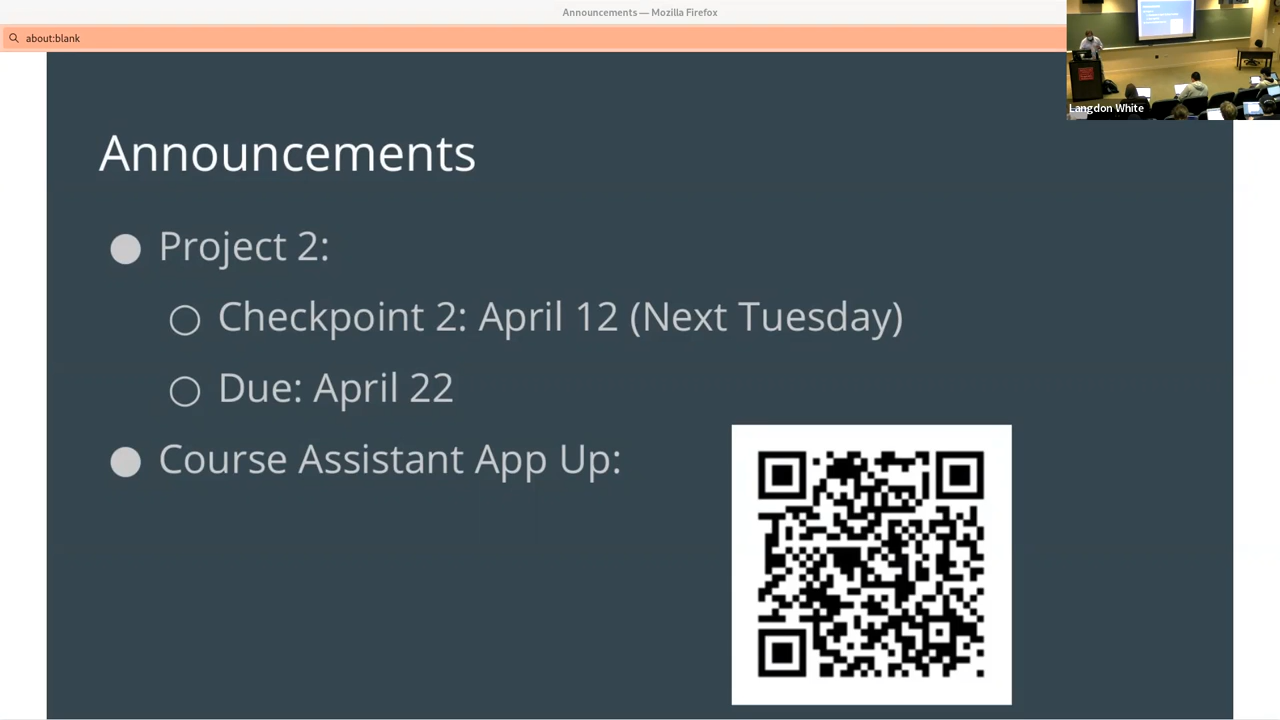 Announcements — Mozilla Firefox
about:blank
Langdon White
Announcements
Project 2:
Checkpoint 2: April 12 (Next Tuesday)
Due: April 22
Course Assistant App Up: